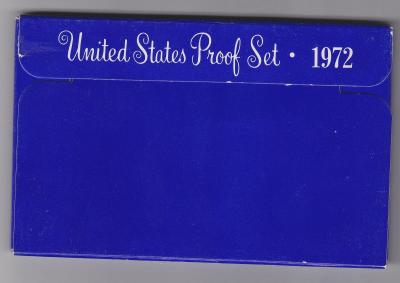 United States Proof Set · 1972